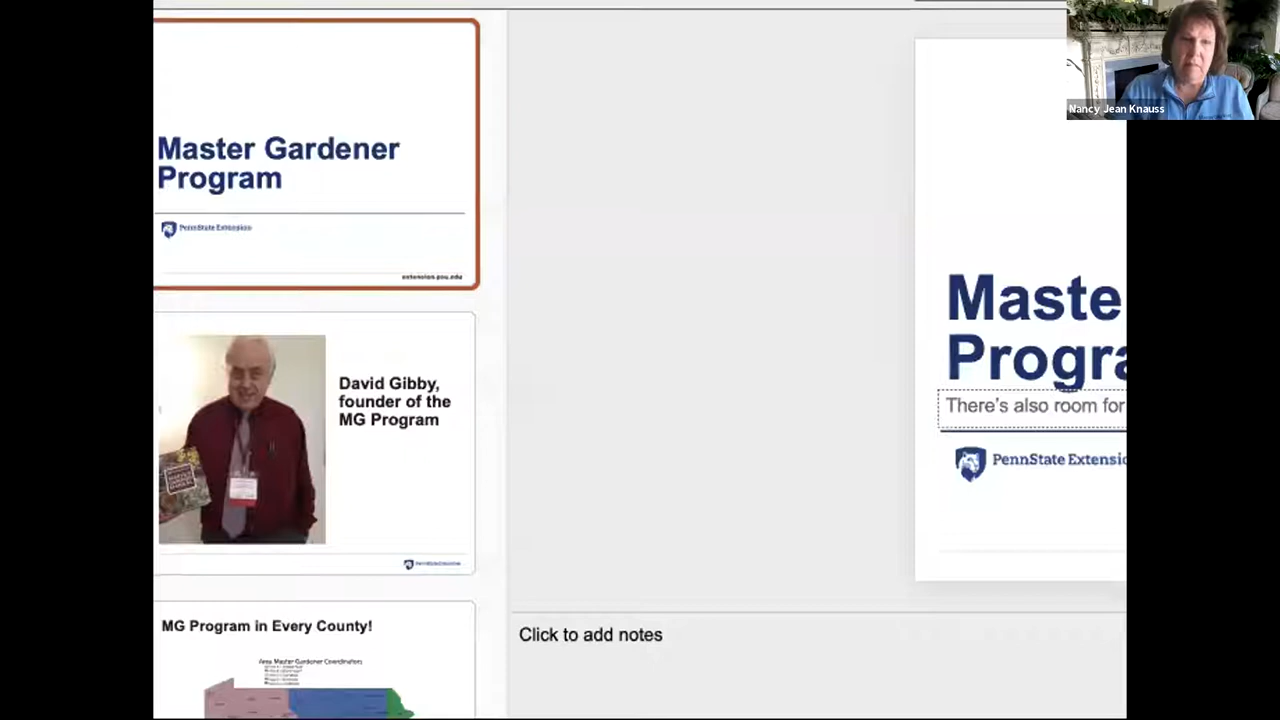 Master Gardener
Program
PennState Extension
extension.psu.edu
David Gibby,
founder of the
MG Program
PennState Extension
MG Program in Every County!
Area Master Gardener Coordinators
Maste
Progra
There's also room for
PennState Extensio
Click to add notes
Nancy Jean Knauss